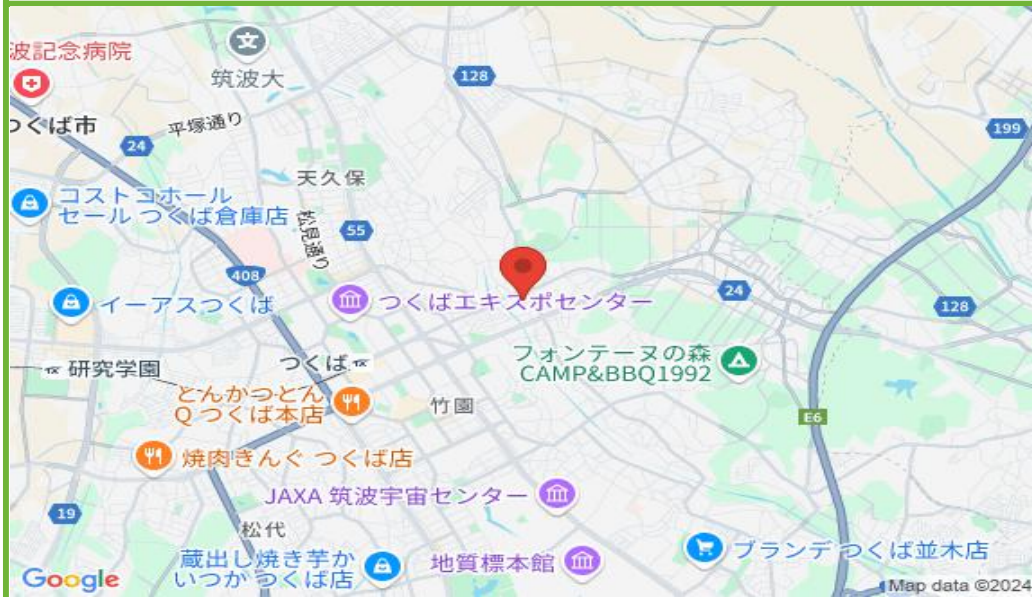 波記念病院
文
筑波大
128
199
つくば市
平塚通り
24
天久保
コストコホール
セール つくば倉庫店
松見通り
55
408
イーアスつくば
つくばエキスポセンター
24
128
研究学園
つくば
TX
フォンテーヌの森
CAMP&BBQ1992
とんかつとん
Q つくば本店
竹園
E6
焼肉きんぐ つくば店
JAXA 筑波宇宙センター
19
松代
蔵出し焼き芋か
いつか つくば店
地質標本館
ブランデ つくば並木店
Google
Map data ©2024